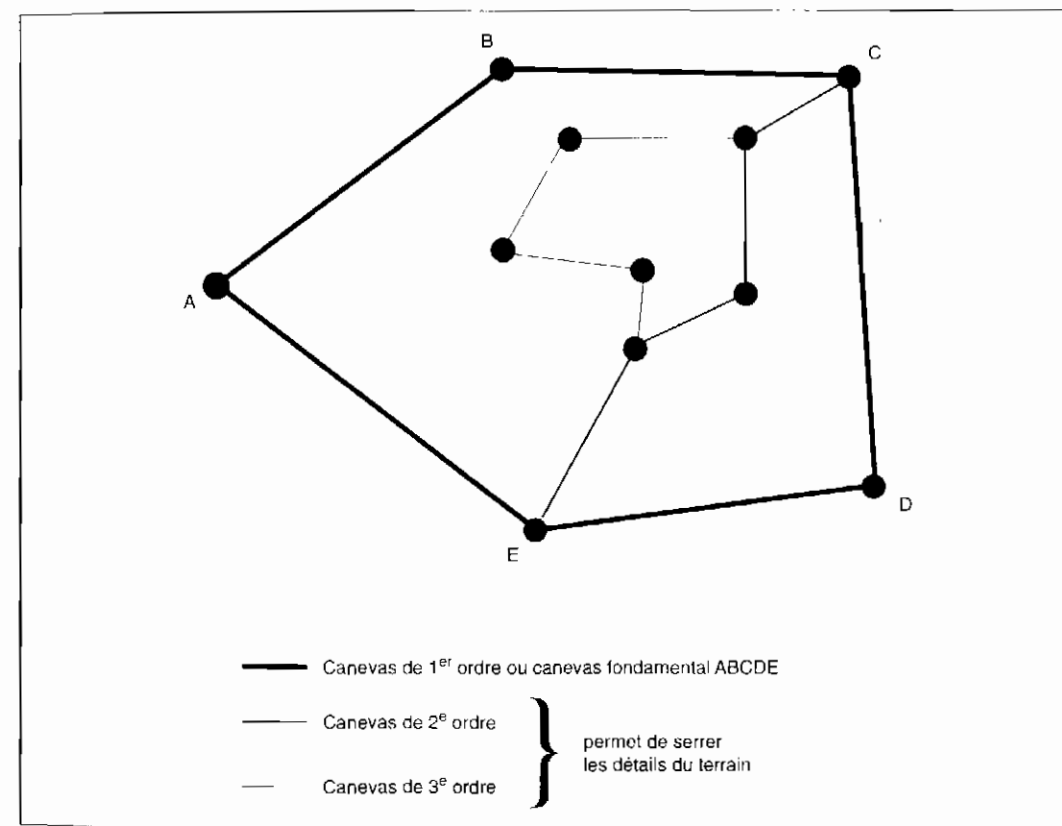 B
C
A
D
E
Canevas de 1er ordre ou canevas fondamental ABCDE
Canevas de 2e ordre
permet de serrer
les détails du terrain
Canevas de 3e ordre